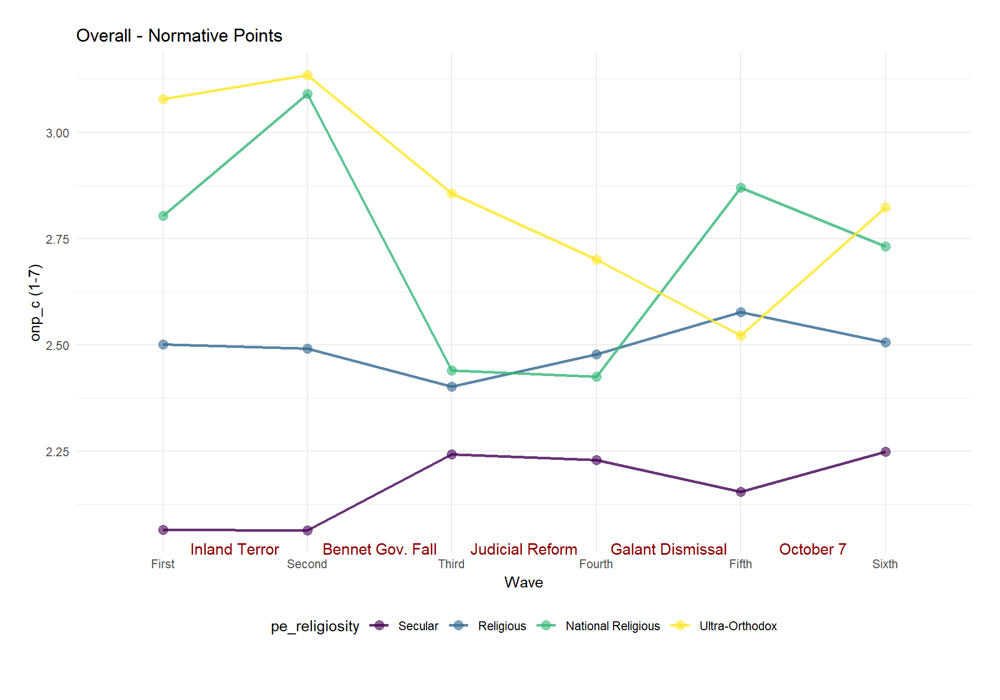 Overall - Normative Points
3.00
2.75
2.50
2.25
onp_c (1-7)
Inland Terror Bennet Gov. Fall Judicial Reform Galant Dismissal October 7
First Second Third Fourth Fifth Sixth
Wave
pe_religiosity Secular Religious National Religious Ultra-Orthodox